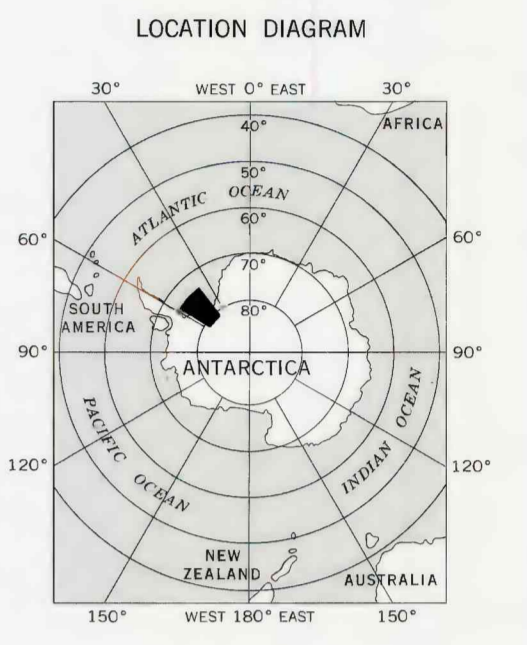 LOCATION DIAGRAM
30° WEST 0° EAST 30°
40°
AFRICA
50°
ATLANTIC OCEAN
60°
60° 60°
70°
80°
SOUTH
AMERICA
90° ANTARCTICA 90°
PACIFIC OCEAN
INDIAN OCEAN
120° 120°
NEW
ZEALAND
AUSTRALIA
150° WEST 180° EAST 150°